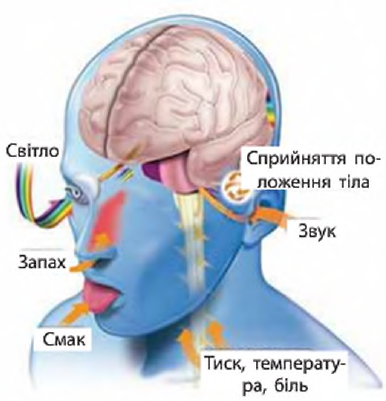 Світло
Сприйняття по-
ложення тіла
Звук
Запах
Смак
Тиск, температу-
ра, біль